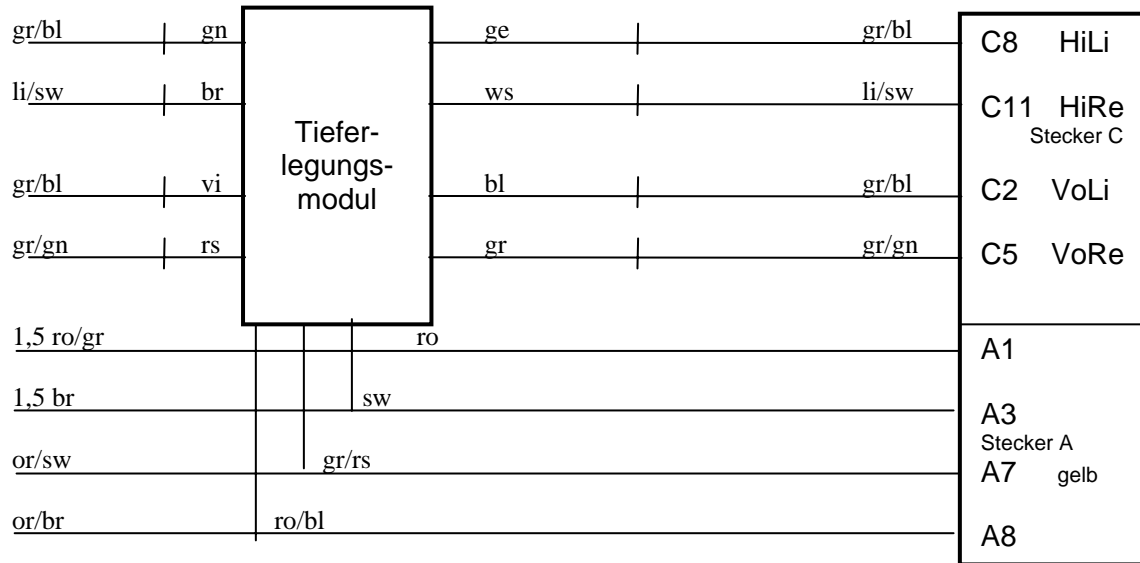 gr/bl gn ge gr/bl C8 HiLi
li/sw br ws li/sw C11 HiRe
Stecker C
Tiefer-
legungs-
modul
gr/bl vi bl gr/bl C2 VoLi
gr/gn rs gr gr/gn C5 VoRe
1,5 ro/gr ro A1
1,5 br sw A3
Stecker A
or/sw gr/rs A7 gelb
or/br ro/bl A8